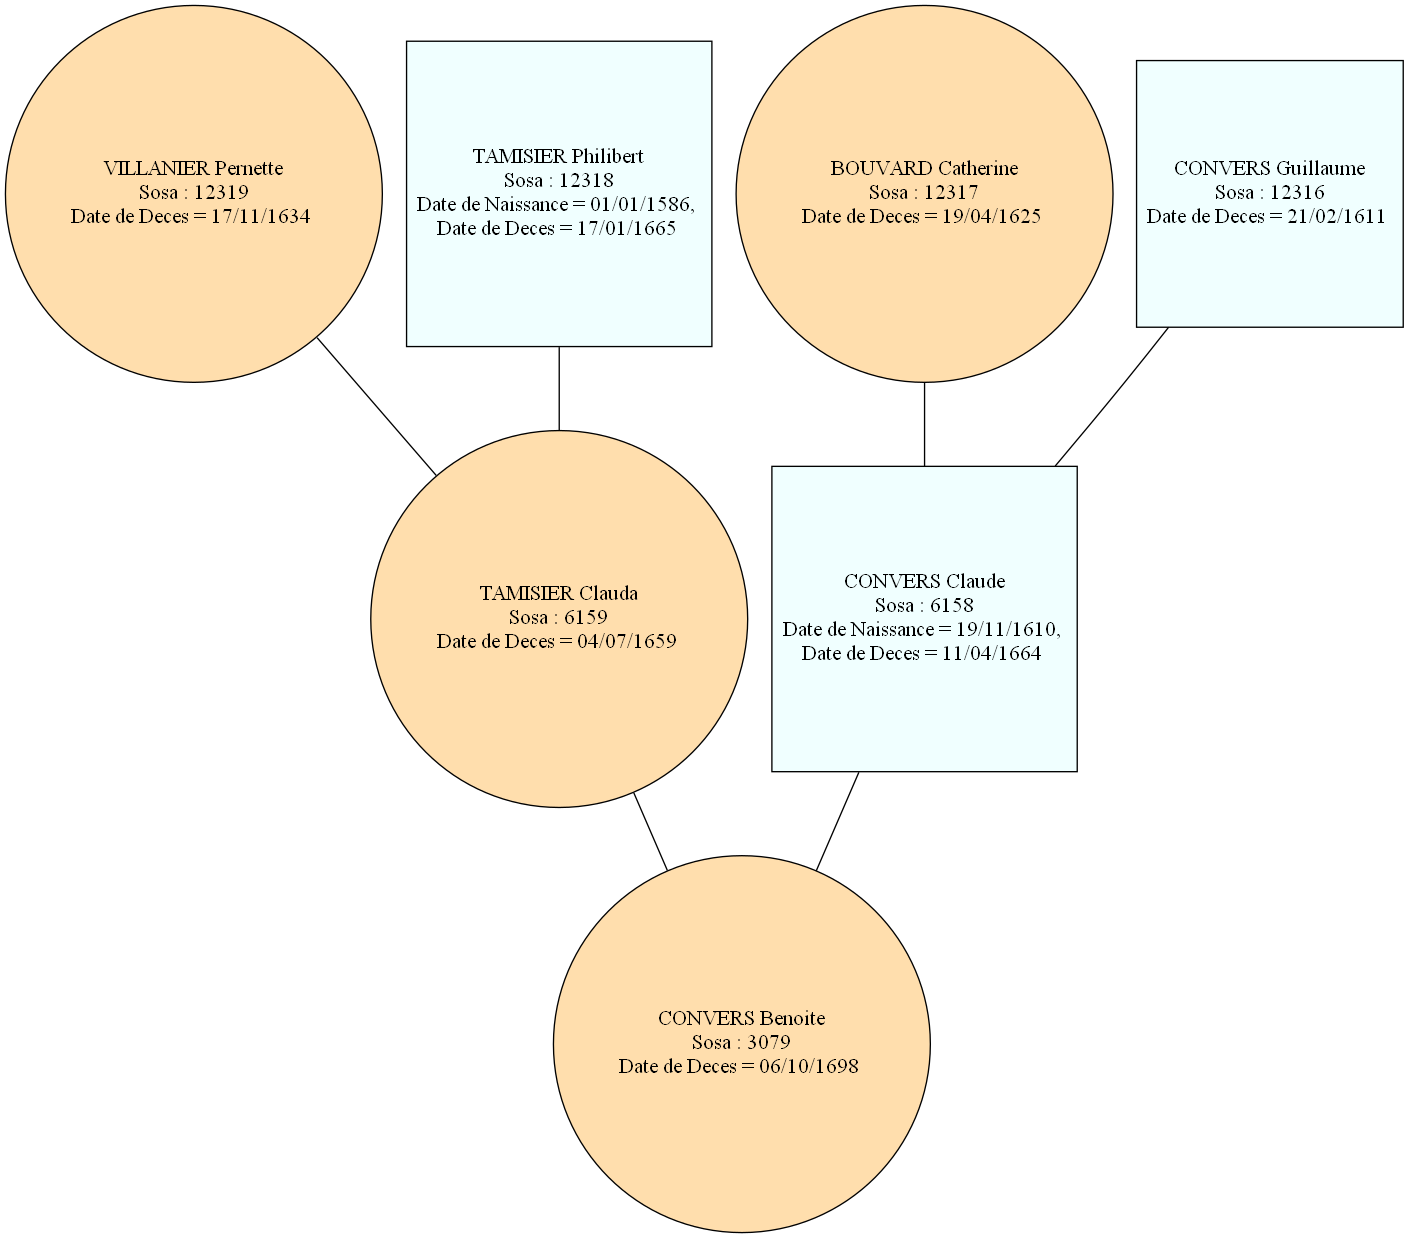 VILLANIER Pernette
Sosa : 12319
Date de Deces = 17/11/1634
TAMISIER Philibert
Sosa : 12318
Date de Naissance = 01/01/1586,
Date de Deces = 17/01/1665
BOUVARD Catherine
Sosa : 12317
Date de Deces = 19/04/1625
CONVERS Guillaume
Sosa : 12316
Date de Deces = 21/02/1611
TAMISIER Clauda
Sosa : 6159
Date de Deces = 04/07/1659
CONVERS Claude
Sosa : 6158
Date de Naissance = 19/11/1610,
Date de Deces = 11/04/1664
CONVERS Benoite
Sosa : 3079
Date de Deces = 06/10/1698